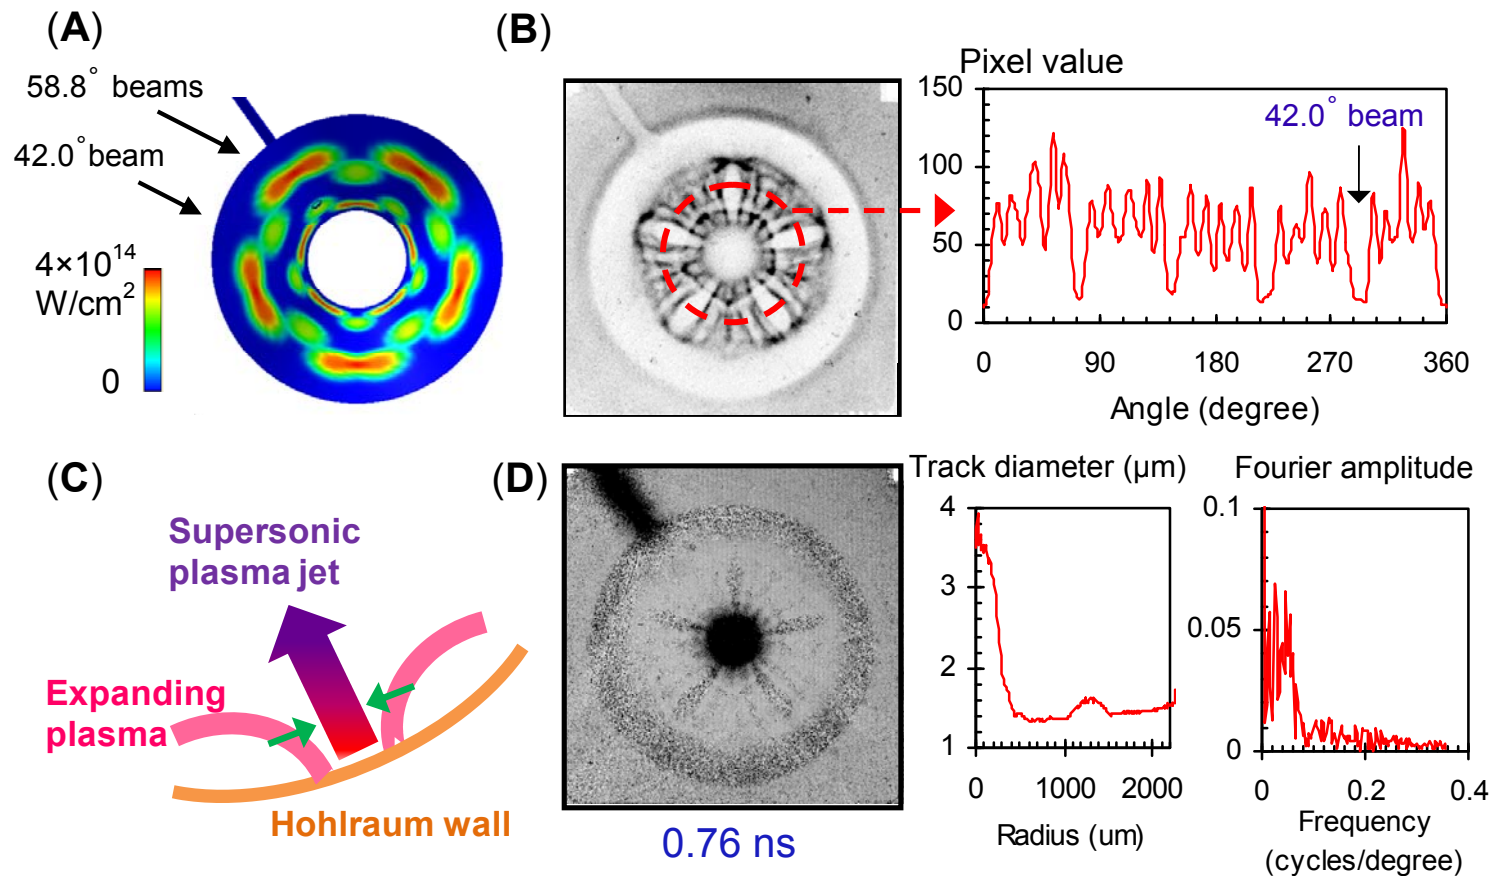 (A)
58.8° beams
42.0° beam
4×10¹⁴
W/cm²
0
(B)
Pixel value
150
100
50
0
42.0° beam
0 90 180 270 360
Angle (degree)
(C)
Supersonic
plasma jet
Expanding
plasma
Hohlraum wall
(D)
0.76 ns
Track diameter (μm)
4
3
2
1
0 1000 2000
Radius (um)
Fourier amplitude
0.1
0.05
0
0 0.2 0.4
Frequency
(cycles/degree)